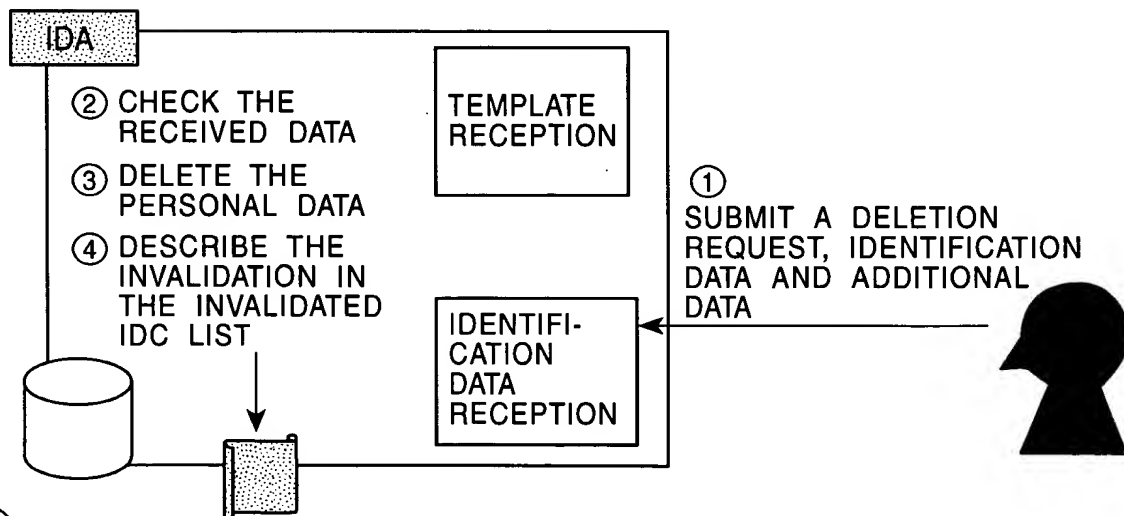 IDA
② CHECK THE
RECEIVED DATA
③ DELETE THE
PERSONAL DATA
④ DESCRIBE THE
INVALIDATION IN
THE INVALIDATED
IDC LIST
TEMPLATE
RECEPTION
IDENTIFI-
CATION
DATA
RECEPTION
①
SUBMIT A DELETION
REQUEST, IDENTIFICATION
DATA AND ADDITIONAL
DATA